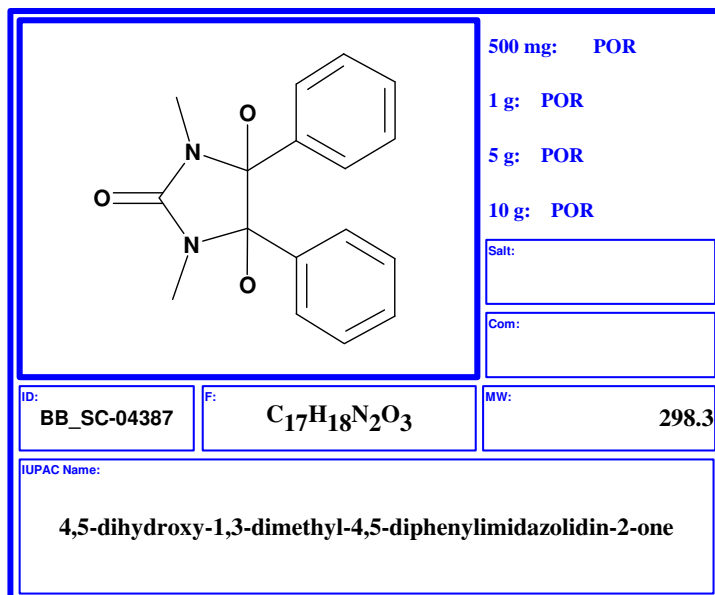 500 mg: POR
1 g: POR
5 g: POR
10 g: POR
O
N
O
N
O
Salt:
Com:
ID:
BB_SC-04387
F:
C17H18N2O3
MW:
298.3
IUPAC Name:
4,5-dihydroxy-1,3-dimethyl-4,5-diphenylimidazolidin-2-one